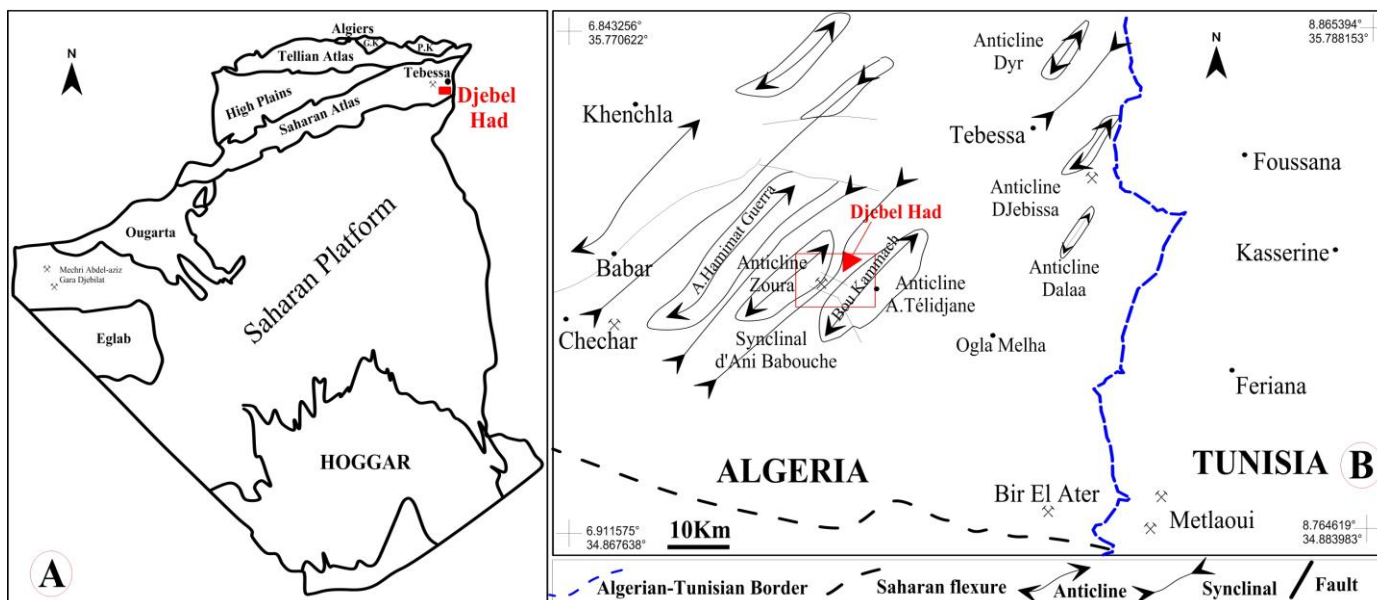 N
Algiers
G.K
P.K
Tellian Atlas
Tebessa
High Plains
Saharan Atlas
Djebel
Had
Ougarta
Saharan Platform
Mechri Abdel-aziz
Gara Djebilat
Eglab
HOGGAR
A
6.843256°
35.770622°
8.865394°
35.788153°
Anticline
Dyr
N
Khenchla
Tebessa
Foussana
Anticline
DJebissa
Djebel Had
A.Hamimat Guerra
Kasserine
Babar
Anticline
Zoura
Bou Kammach
Anticline
A.Télidjane
Anticline
Dalaa
Chechar
Synclinal
d'Ani Babouche
Ogla Melha
Feriana
ALGERIA
TUNISIA
B
Bir El Ater
Metlaoui
6.911575°
34.867638°
10Km
8.764619°
34.883983°
Algerian-Tunisian Border
Saharan flexure
Anticline
Synclinal
Fault